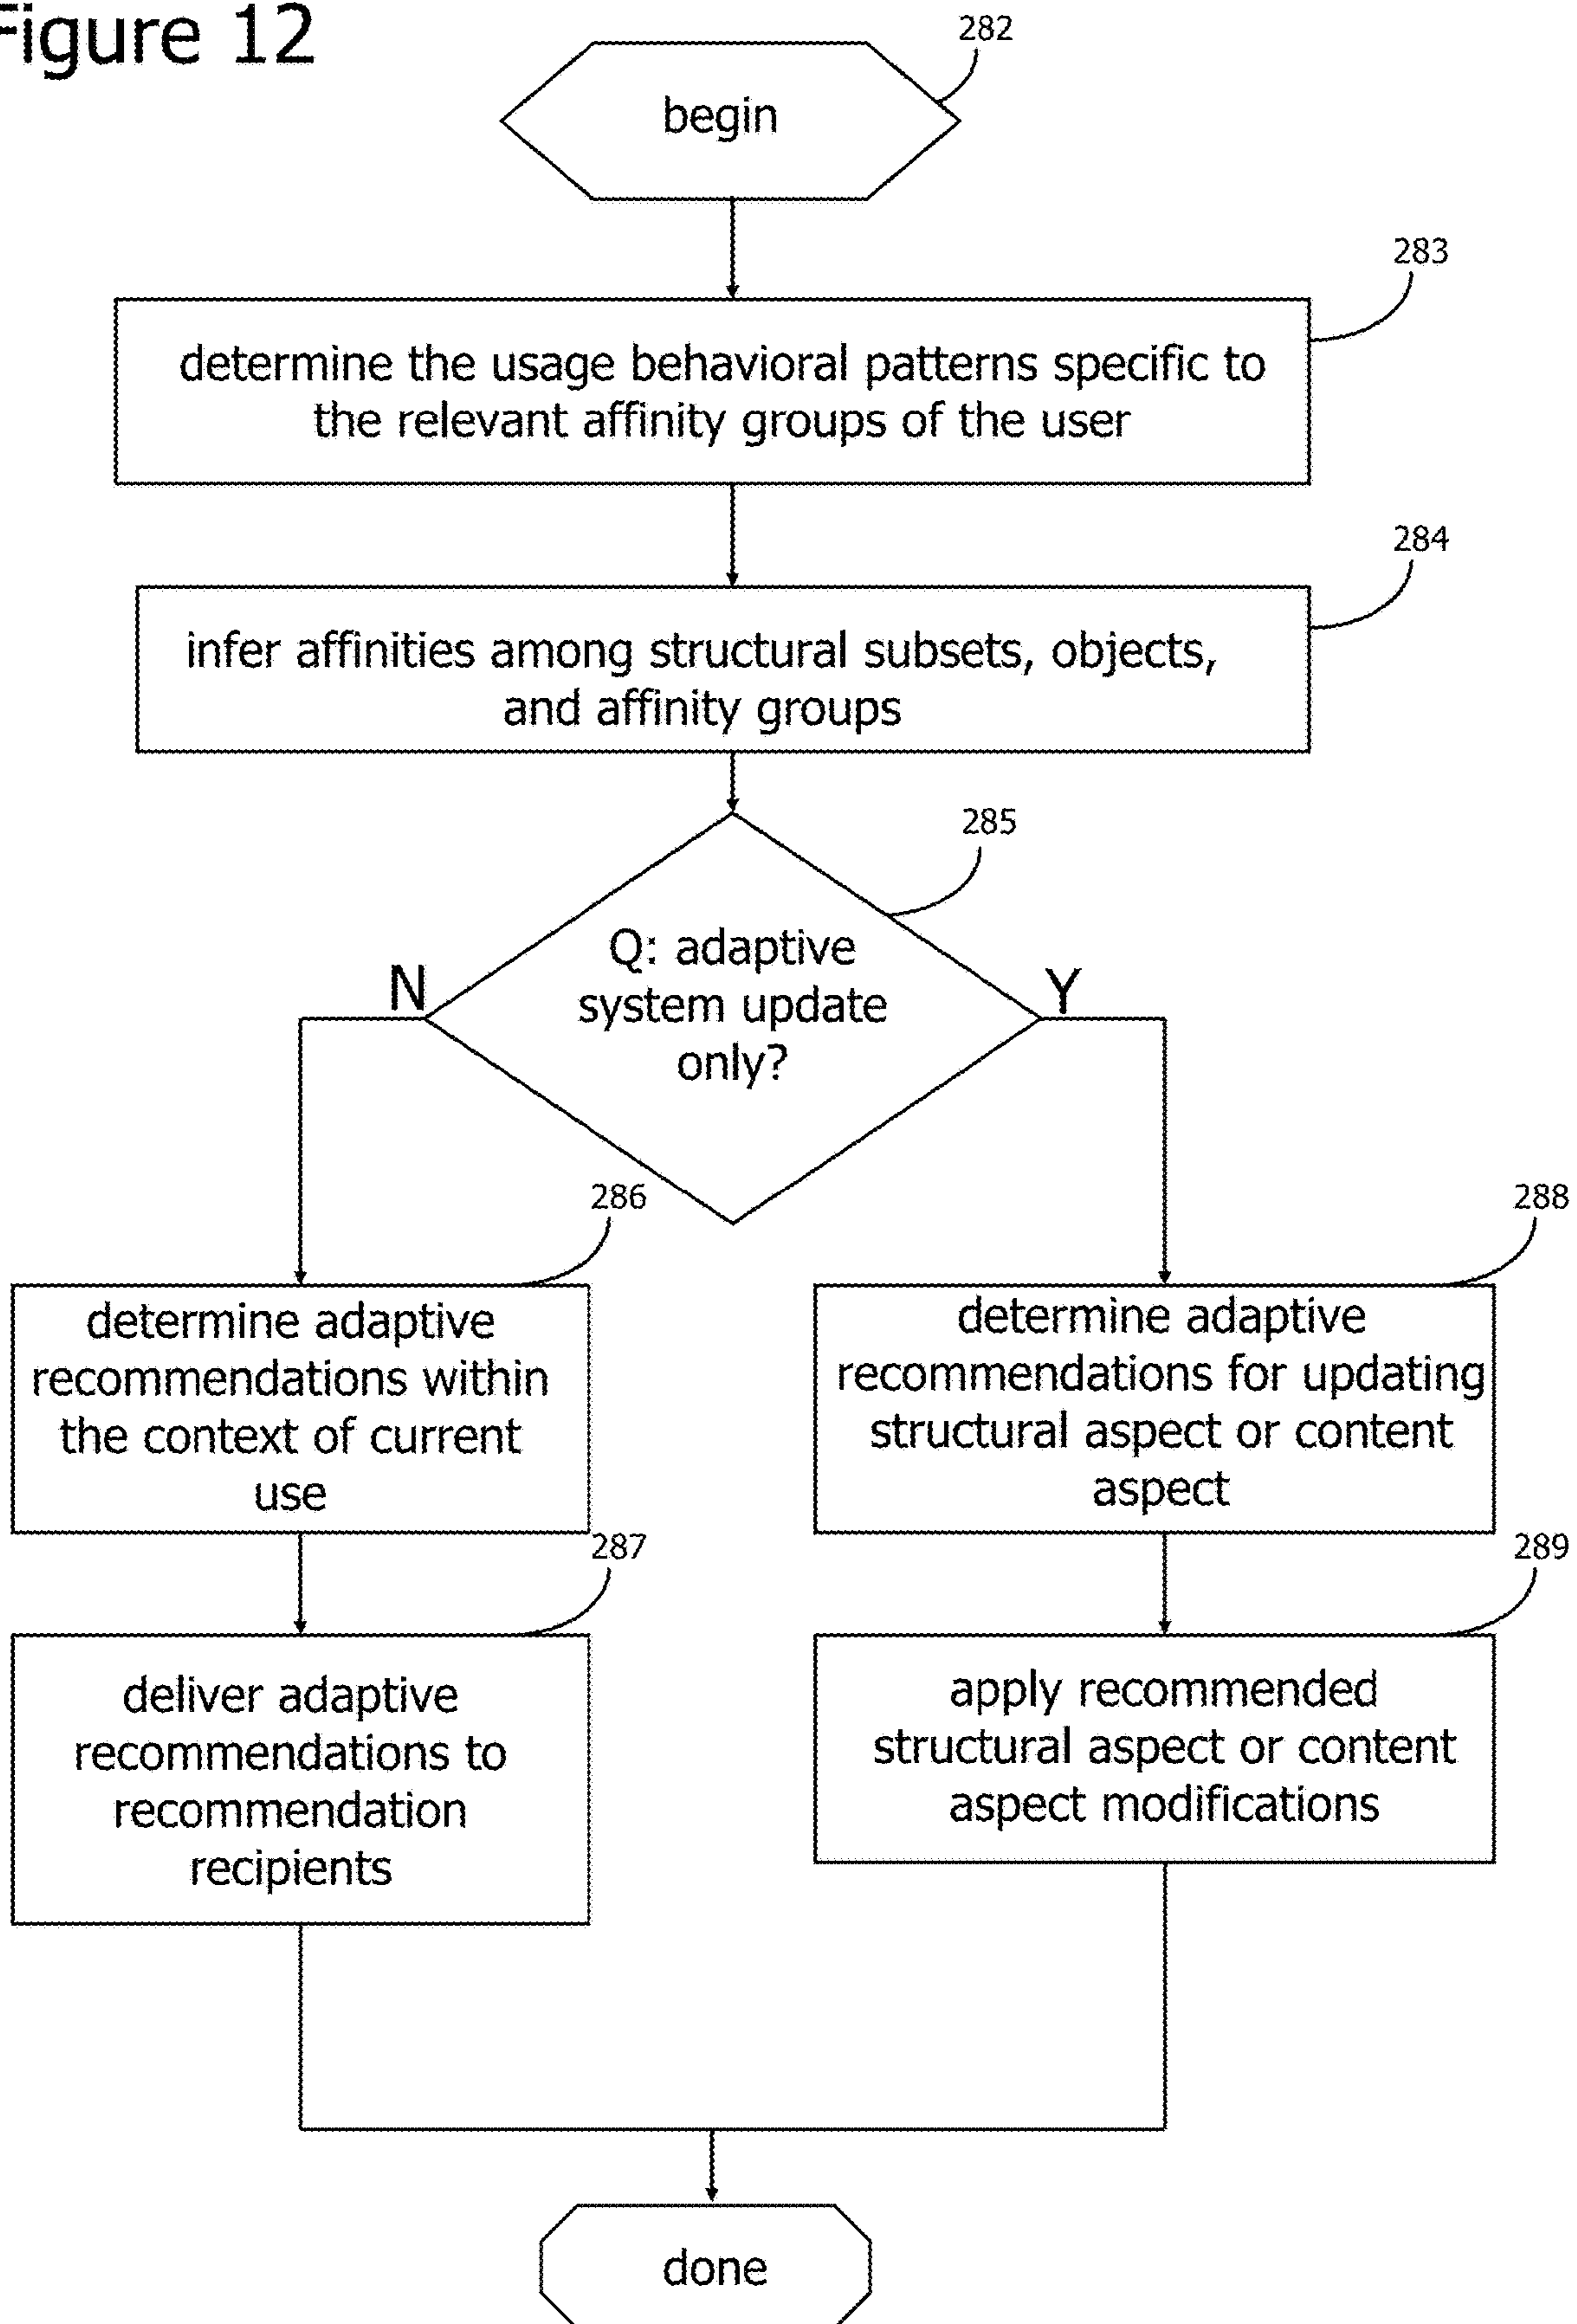 Figure 12
282
begin
283
determine the usage behavioral patterns specific to
the relevant affinity groups of the user
284
infer affinities among structural subsets, objects,
and affinity groups
285
Q: adaptive
system update
only?
N
Y
286
determine adaptive
recommendations within
the context of current
use
288
determine adaptive
recommendations for updating
structural aspect or content
aspect
287
deliver adaptive
recommendations to
recommendation
recipients
289
apply recommended
structural aspect or content
aspect modifications
done